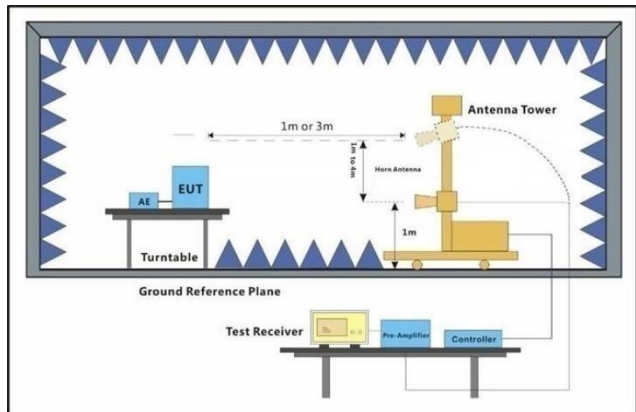 1m or 3m
Antenna Tower
1m to 4m
Horn Antenna
EUT
AE
1m
Turntable
Ground Reference Plane
Test Receiver
Pre-Amplifier
Controller